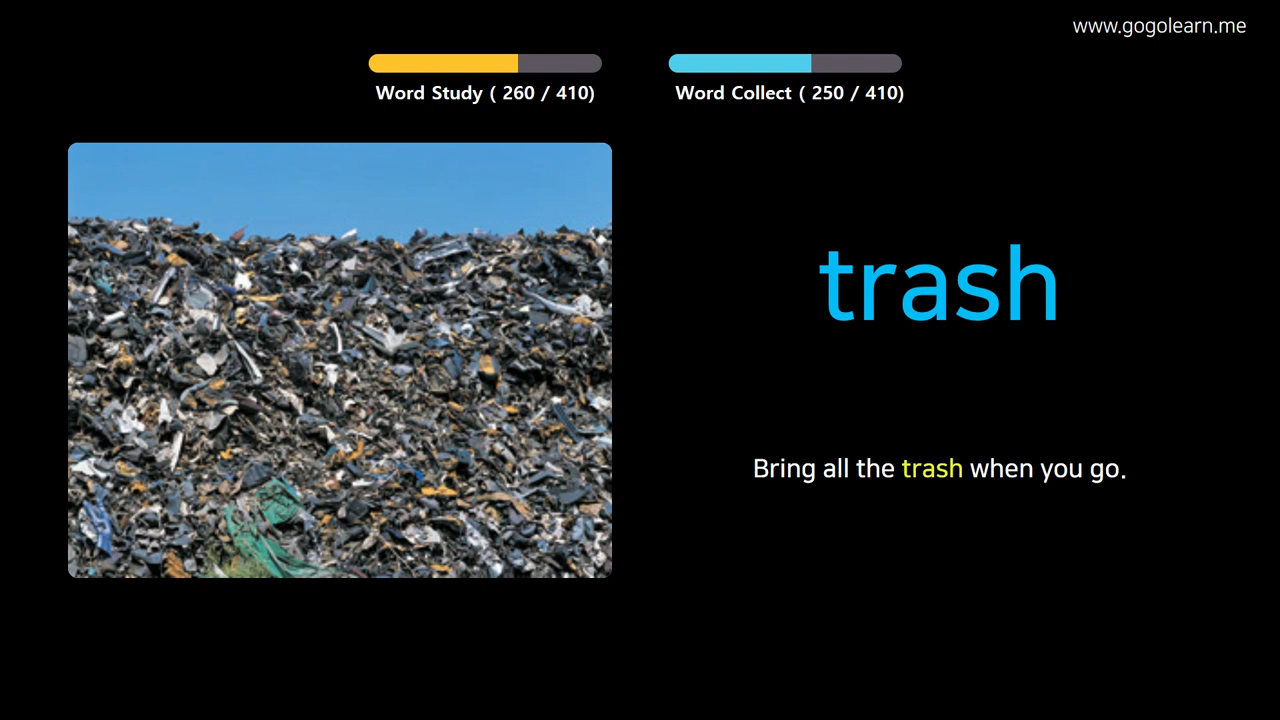 www.gogolearn.me
Word Study ( 260 / 410)
Word Collect ( 250 / 410)
trash
Bring all the trash when you go.